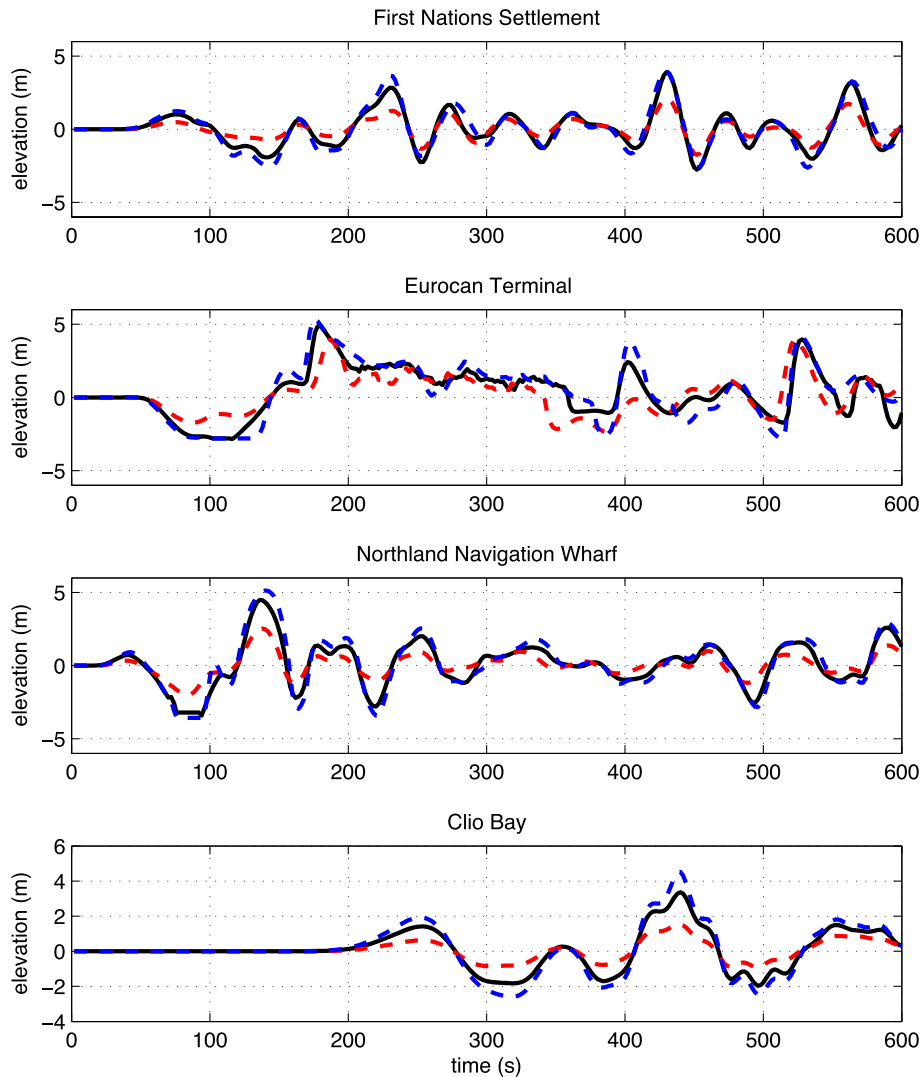 First Nations Settlement
elevation (m)
5
0
−5
0 100 200 300 400 500 600
Eurocan Terminal
elevation (m)
5
0
−5
0 100 200 300 400 500 600
Northland Navigation Wharf
elevation (m)
5
0
−5
0 100 200 300 400 500 600
Clio Bay
elevation (m)
6
4
2
0
−2
−4
0 100 200 300 400 500 600
time (s)